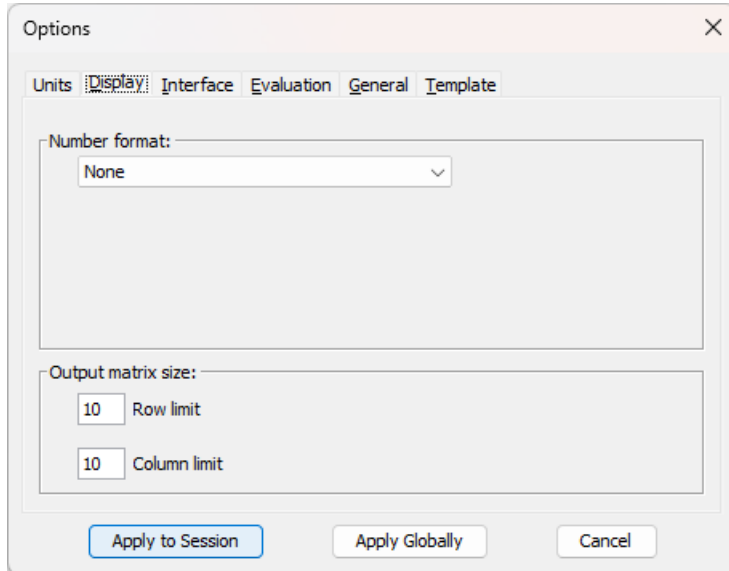 Options
Units Display Interface Evaluation General Template
Number format:
None
Output matrix size:
10 Row limit
10 Column limit
Apply to Session Apply Globally Cancel